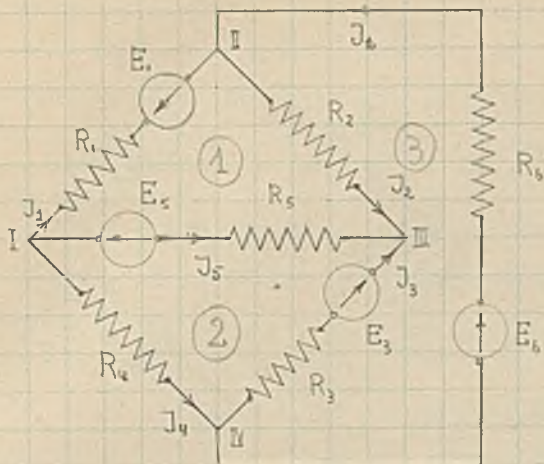 II
J₆
E₁
R₂
R₁
1
3
R₆
J₁
E₅
R₅
J₂
I
III
J₅
J₃
2
E₃
E₆
R₄
R₃
J₄
IV